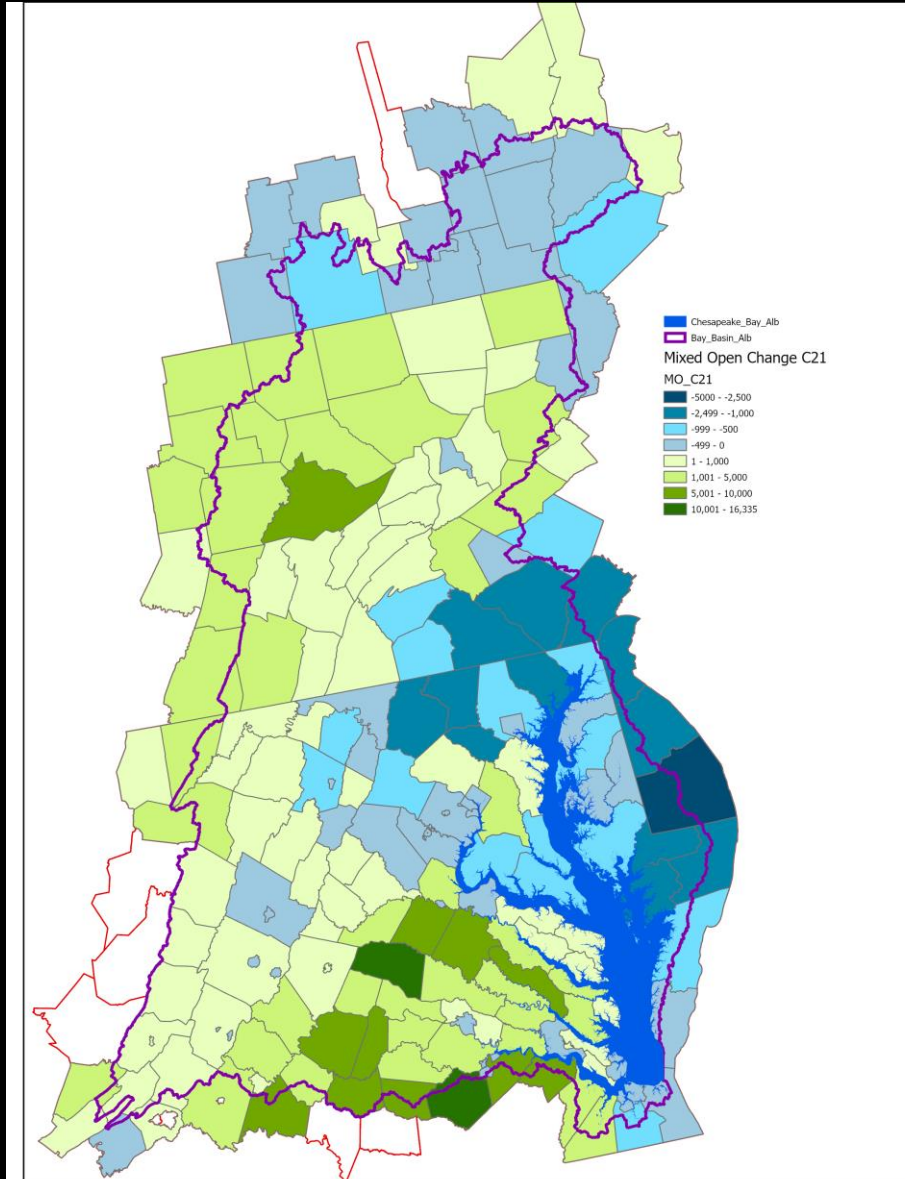 Chesapeake_Bay_Alb
Bay_Basin_Alb
Mixed Open Change C21
MO_C21
-5000 - -2,500
-2,499 - -1,000
-999 - -500
-499 - 0
1 - 1,000
1,001 - 5,000
5,001 - 10,000
10,001 - 16,335